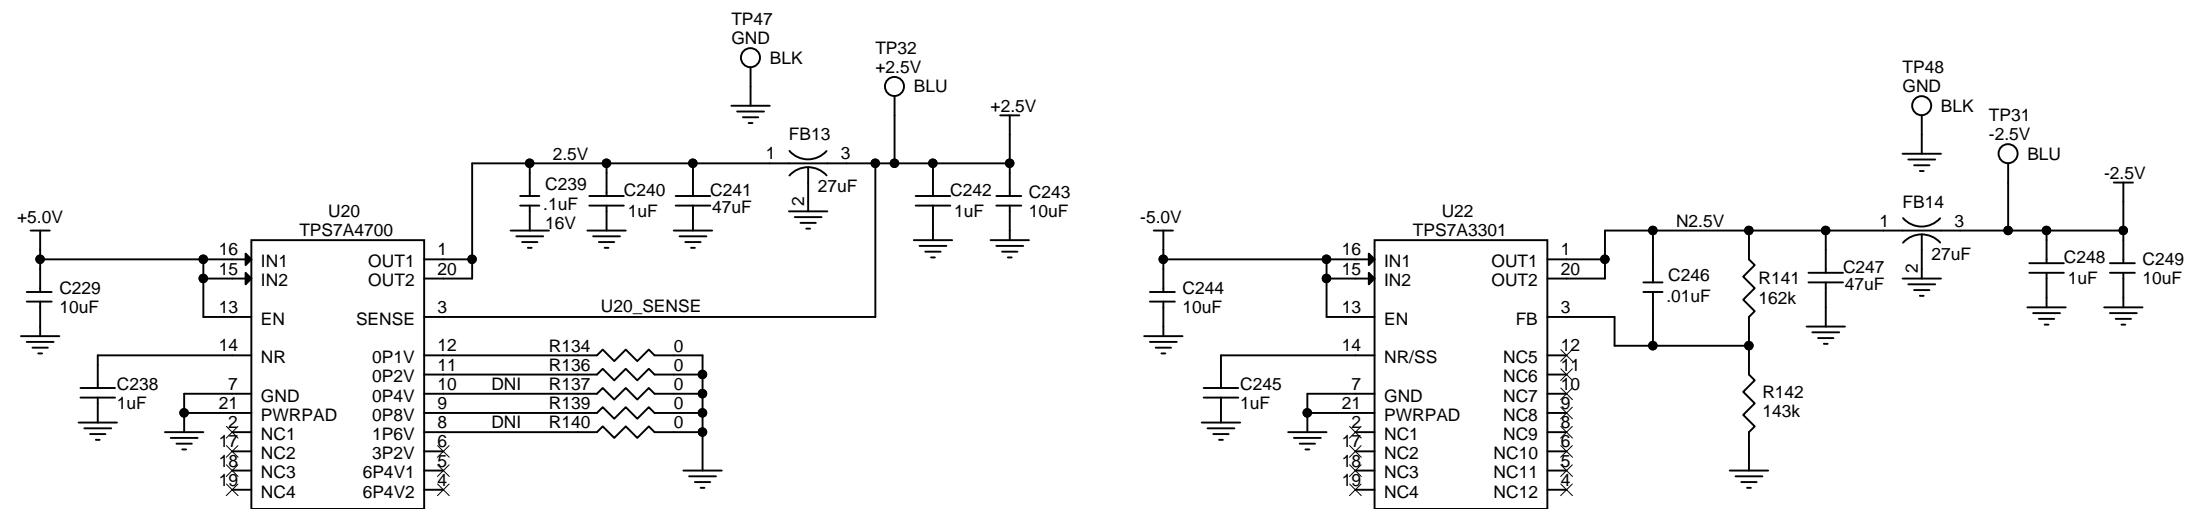 TP47
GND
BLK
TP32
+2.5V
BLU
+2.5V
FB13
1
3
2
27uF
2.5V
C239
.1uF
16V
C240
1uF
C241
47uF
C242
1uF
C243
10uF
+5.0V
C229
10uF
U20
TPS7A4700
16 IN1
15 IN2
13 EN
14 NR
7 GND
21 PWRPAD
2 NC1
17 NC2
18 NC3
19 NC4
OUT1 1
OUT2 20
SENSE 3
U20_SENSE
0P1V 12 R134 0
0P2V 11 R136 0
0P4V 10 DNI R137 0
0P8V 9 R139 0
1P6V 8 DNI R140 0
3P2V 6
6P4V1 5
6P4V2 4
C238
1uF
TP48
GND
BLK
TP31
-2.5V
BLU
-2.5V
FB14
1
3
2
27uF
N2.5V
C246
.01uF
R141
162k
C247
47uF
C248
1uF
C249
10uF
R142
143k
-5.0V
C244
10uF
U22
TPS7A3301
16 IN1
15 IN2
13 EN
14 NR/SS
7 GND
21 PWRPAD
2 NC1
17 NC2
18 NC3
19 NC4
OUT1 1
OUT2 20
FB 3
NC5 12
NC6 11
NC7 10
NC8 9
NC9 8
NC10 6
NC11 5
NC12 4
C245
1uF